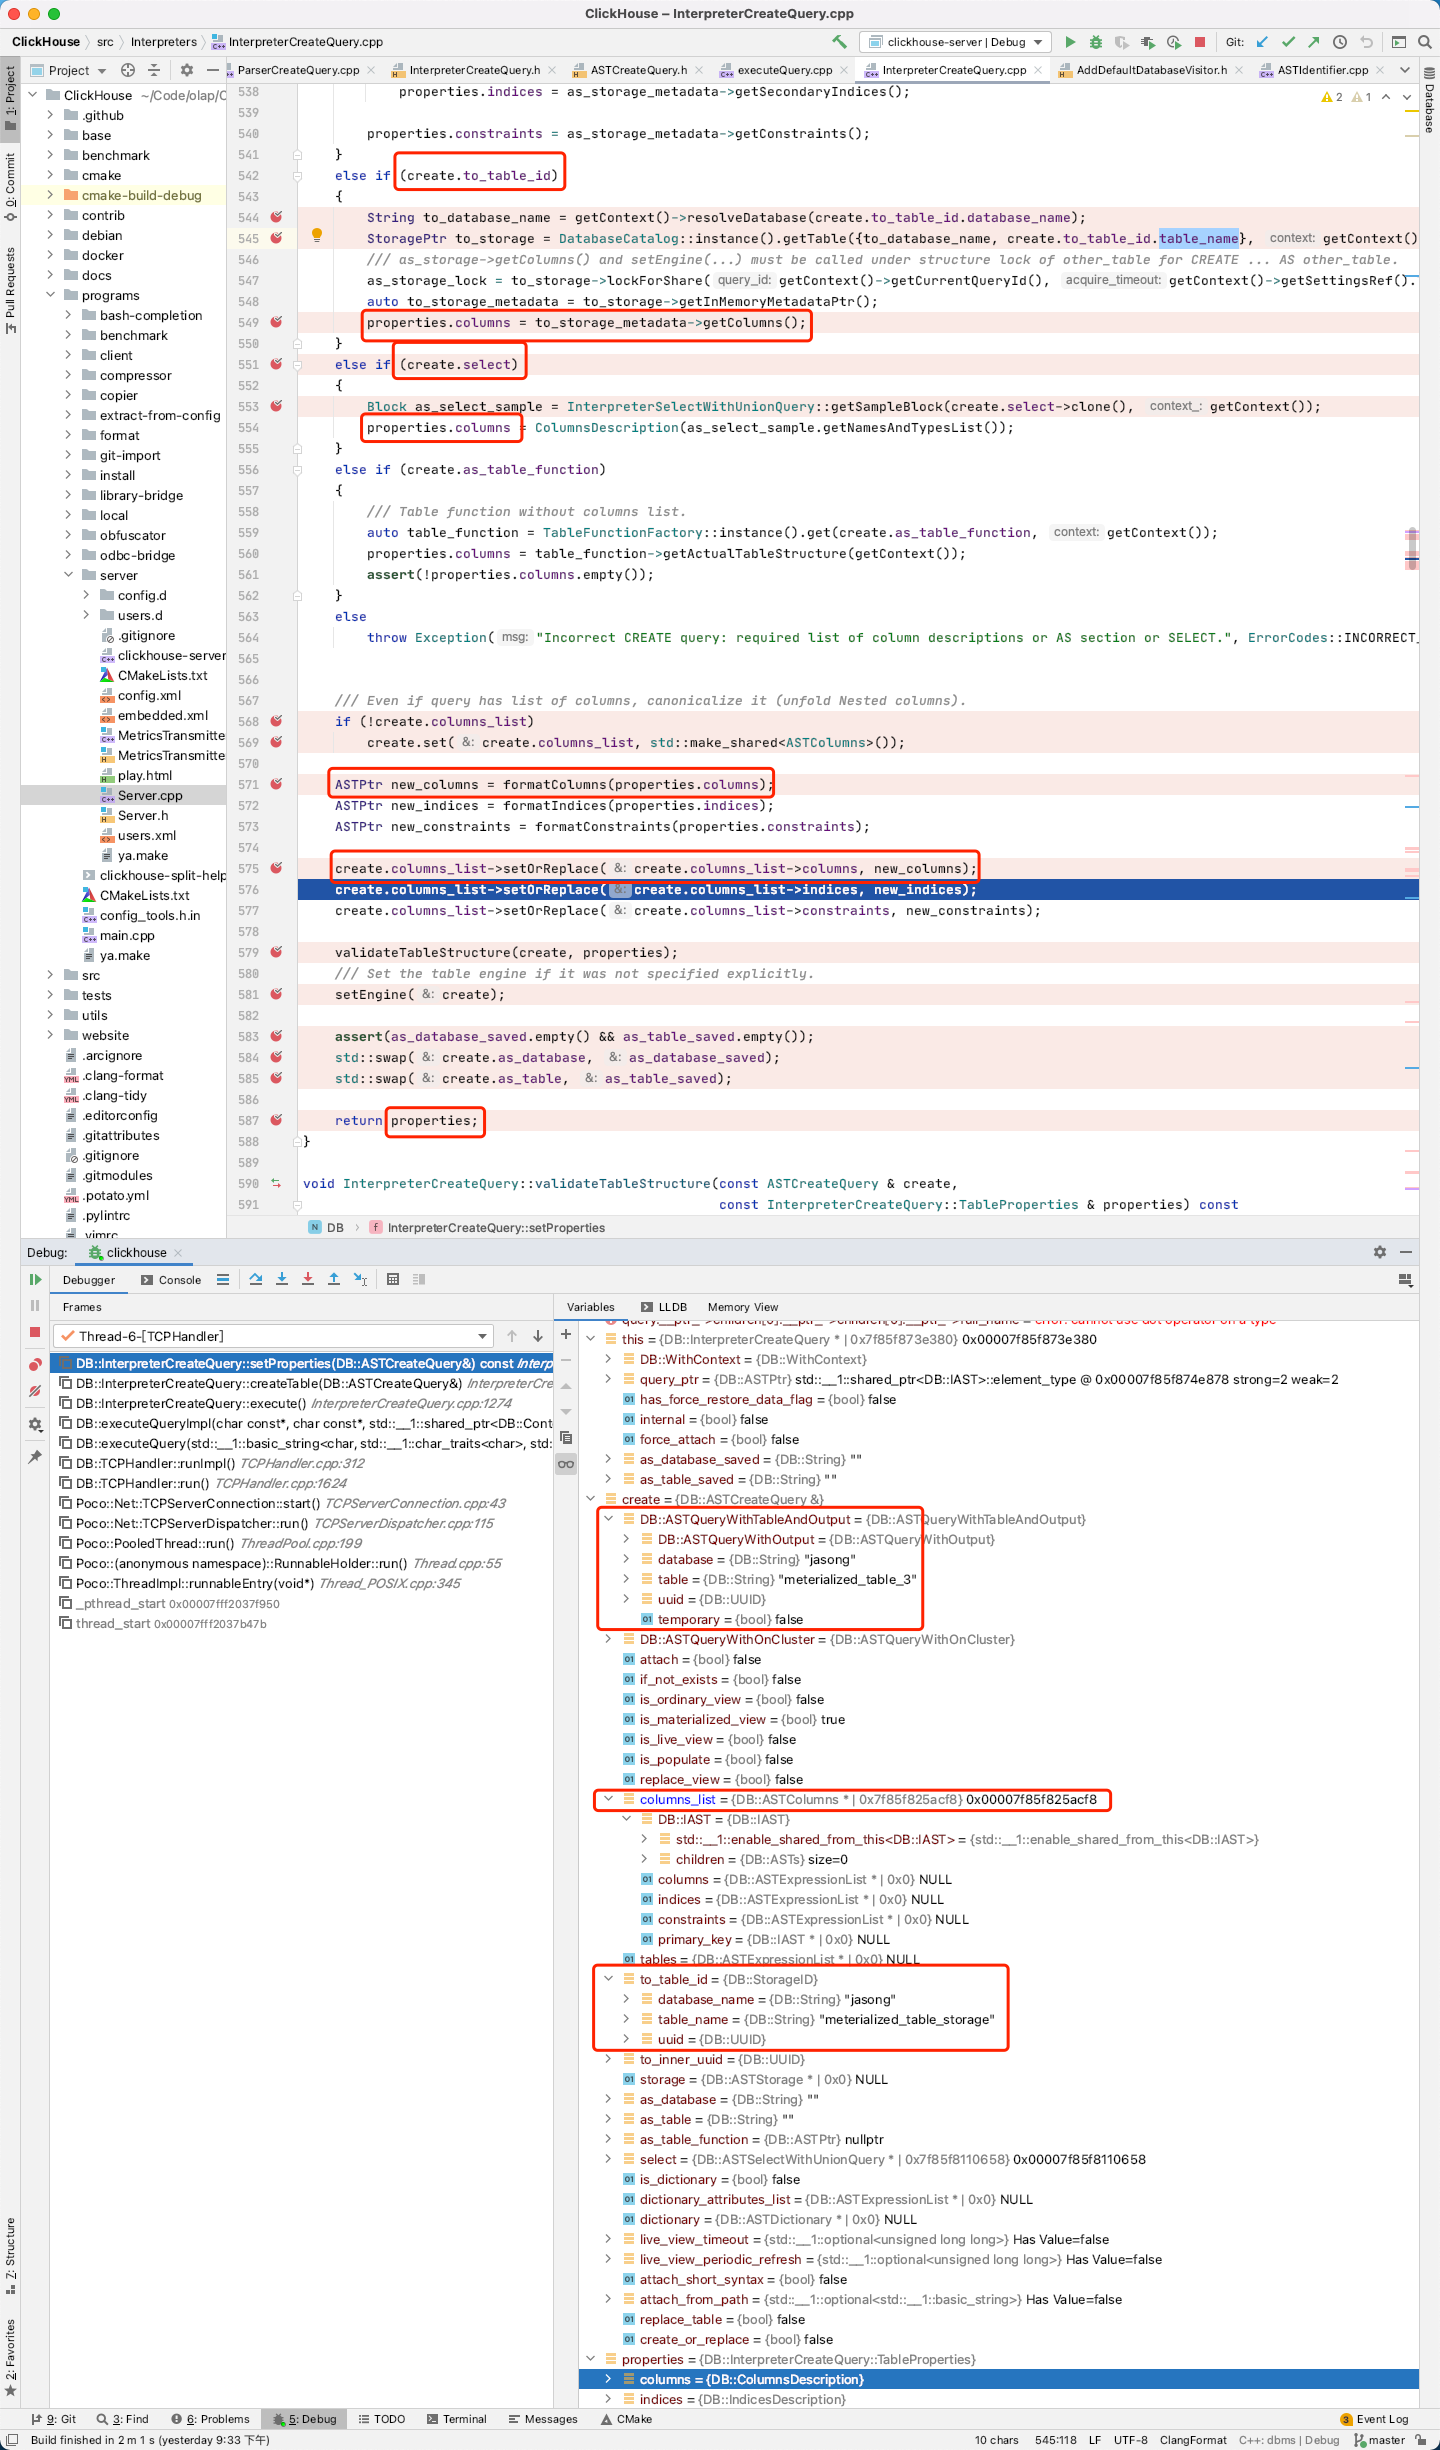 ClickHouse – InterpreterCreateQuery.cpp
ClickHouse src Interpreters InterpreterCreateQuery.cpp
clickhouse-server | Debug
Git:
Project
ParserCreateQuery.cpp
InterpreterCreateQuery.h
ASTCreateQuery.h
executeQuery.cpp
InterpreterCreateQuery.cpp
AddDefaultDatabaseVisitor.h
ASTIdentifier.cpp
1: Project
0: Commit
Pull Requests
7: Structure
2: Favorites
Database
ClickHouse ~/Code/olap/C
.github
base
benchmark
cmake
cmake-build-debug
contrib
debian
docker
docs
programs
bash-completion
benchmark
client
compressor
copier
extract-from-config
format
git-import
install
library-bridge
local
obfuscator
odbc-bridge
server
config.d
users.d
.gitignore
clickhouse-server
CMakeLists.txt
config.xml
embedded.xml
MetricsTransmitte
MetricsTransmitte
play.html
Server.cpp
Server.h
users.xml
ya.make
clickhouse-split-help
CMakeLists.txt
config_tools.h.in
main.cpp
ya.make
src
tests
utils
website
.arcignore
.clang-format
.clang-tidy
.editorconfig
.gitattributes
.gitignore
.gitmodules
.potato.yml
.pylintrc
.vimrc
2 1
538 properties.indices = as_storage_metadata->getSecondaryIndices();
539
540 properties.constraints = as_storage_metadata->getConstraints();
541 }
542 else if (create.to_table_id)
543 {
544 String to_database_name = getContext()->resolveDatabase(create.to_table_id.database_name);
545 StoragePtr to_storage = DatabaseCatalog::instance().getTable({to_database_name, create.to_table_id.table_name}, context: getContext()
546 /// as_storage->getColumns() and setEngine(...) must be called under structure lock of other_table for CREATE ... AS other_table.
547 as_storage_lock = to_storage->lockForShare( query_id: getContext()->getCurrentQueryId(), acquire_timeout: getContext()->getSettingsRef().
548 auto to_storage_metadata = to_storage->getInMemoryMetadataPtr();
549 properties.columns = to_storage_metadata->getColumns();
550 }
551 else if (create.select)
552 {
553 Block as_select_sample = InterpreterSelectWithUnionQuery::getSampleBlock(create.select->clone(), context_: getContext());
554 properties.columns = ColumnsDescription(as_select_sample.getNamesAndTypesList());
555 }
556 else if (create.as_table_function)
557 {
558 /// Table function without columns list.
559 auto table_function = TableFunctionFactory::instance().get(create.as_table_function, context: getContext());
560 properties.columns = table_function->getActualTableStructure(getContext());
561 assert(!properties.columns.empty());
562 }
563 else
564 throw Exception( msg: "Incorrect CREATE query: required list of column descriptions or AS section or SELECT.", ErrorCodes::INCORRECT_
565
566
567 /// Even if query has list of columns, canonicalize it (unfold Nested columns).
568 if (!create.columns_list)
569 create.set( &: create.columns_list, std::make_shared<ASTColumns>());
570
571 ASTPtr new_columns = formatColumns(properties.columns);
572 ASTPtr new_indices = formatIndices(properties.indices);
573 ASTPtr new_constraints = formatConstraints(properties.constraints);
574
575 create.columns_list->setOrReplace( &: create.columns_list->columns, new_columns);
576 create.columns_list->setOrReplace( &: create.columns_list->indices, new_indices);
577 create.columns_list->setOrReplace( &: create.columns_list->constraints, new_constraints);
578
579 validateTableStructure(create, properties);
580 /// Set the table engine if it was not specified explicitly.
581 setEngine( &: create);
582
583 assert(as_database_saved.empty() && as_table_saved.empty());
584 std::swap( &: create.as_database, &: as_database_saved);
585 std::swap( &: create.as_table, &: as_table_saved);
586
587 return properties;
588 }
589
590 void InterpreterCreateQuery::validateTableStructure(const ASTCreateQuery & create,
591 const InterpreterCreateQuery::TableProperties & properties) const
DB InterpreterCreateQuery::setProperties
Debug: clickhouse
Debugger Console
Frames
Thread-6-[TCPHandler]
DB::InterpreterCreateQuery::setProperties(DB::ASTCreateQuery&) const Interp
DB::InterpreterCreateQuery::createTable(DB::ASTCreateQuery&) InterpreterCre
DB::InterpreterCreateQuery::execute() InterpreterCreateQuery.cpp:1274
DB::executeQueryImpl(char const*, char const*, std::__1::shared_ptr<DB::Cont
DB::executeQuery(std::__1::basic_string<char, std::__1::char_traits<char>, std:
DB::TCPHandler::runImpl() TCPHandler.cpp:312
DB::TCPHandler::run() TCPHandler.cpp:1624
Poco::Net::TCPServerConnection::start() TCPServerConnection.cpp:43
Poco::Net::TCPServerDispatcher::run() TCPServerDispatcher.cpp:115
Poco::PooledThread::run() ThreadPool.cpp:199
Poco::(anonymous namespace)::RunnableHolder::run() Thread.cpp:55
Poco::ThreadImpl::runnableEntry(void*) Thread_POSIX.cpp:345
_pthread_start 0x00007fff2037f950
thread_start 0x00007fff2037b47b
Variables LLDB Memory View
query.__ptr_->children[0].__ptr_->children[0].__ptr_->full_name = error: cannot use dot operator on a type
this = {DB::InterpreterCreateQuery * | 0x7f85f873e380} 0x00007f85f873e380
DB::WithContext = {DB::WithContext}
query_ptr = {DB::ASTPtr} std::__1::shared_ptr<DB::IAST>::element_type @ 0x00007f85f874e878 strong=2 weak=2
has_force_restore_data_flag = {bool} false
internal = {bool} false
force_attach = {bool} false
as_database_saved = {DB::String} ""
as_table_saved = {DB::String} ""
create = {DB::ASTCreateQuery &}
DB::ASTQueryWithTableAndOutput = {DB::ASTQueryWithTableAndOutput}
DB::ASTQueryWithOutput = {DB::ASTQueryWithOutput}
database = {DB::String} "jasong"
table = {DB::String} "meterialized_table_3"
uuid = {DB::UUID}
temporary = {bool} false
DB::ASTQueryWithOnCluster = {DB::ASTQueryWithOnCluster}
attach = {bool} false
if_not_exists = {bool} false
is_ordinary_view = {bool} false
is_materialized_view = {bool} true
is_live_view = {bool} false
is_populate = {bool} false
replace_view = {bool} false
columns_list = {DB::ASTColumns * | 0x7f85f825acf8} 0x00007f85f825acf8
DB::IAST = {DB::IAST}
std::__1::enable_shared_from_this<DB::IAST> = {std::__1::enable_shared_from_this<DB::IAST>}
children = {DB::ASTs} size=0
columns = {DB::ASTExpressionList * | 0x0} NULL
indices = {DB::ASTExpressionList * | 0x0} NULL
constraints = {DB::ASTExpressionList * | 0x0} NULL
primary_key = {DB::IAST * | 0x0} NULL
tables = {DB::ASTExpressionList * | 0x0} NULL
to_table_id = {DB::StorageID}
database_name = {DB::String} "jasong"
table_name = {DB::String} "meterialized_table_storage"
uuid = {DB::UUID}
to_inner_uuid = {DB::UUID}
storage = {DB::ASTStorage * | 0x0} NULL
as_database = {DB::String} ""
as_table = {DB::String} ""
as_table_function = {DB::ASTPtr} nullptr
select = {DB::ASTSelectWithUnionQuery * | 0x7f85f8110658} 0x00007f85f8110658
is_dictionary = {bool} false
dictionary_attributes_list = {DB::ASTExpressionList * | 0x0} NULL
dictionary = {DB::ASTDictionary * | 0x0} NULL
live_view_timeout = {std::__1::optional<unsigned long long>} Has Value=false
live_view_periodic_refresh = {std::__1::optional<unsigned long long>} Has Value=false
attach_short_syntax = {bool} false
attach_from_path = {std::__1::optional<std::__1::basic_string>} Has Value=false
replace_table = {bool} false
create_or_replace = {bool} false
properties = {DB::InterpreterCreateQuery::TableProperties}
columns = {DB::ColumnsDescription}
indices = {DB::IndicesDescription}
9: Git 3: Find 6: Problems 5: Debug TODO Terminal Messages CMake 3 Event Log
Build finished in 2 m 1 s (yesterday 9:33 下午) 10 chars 545:118 LF UTF-8 ClangFormat C++: dbms | Debug master